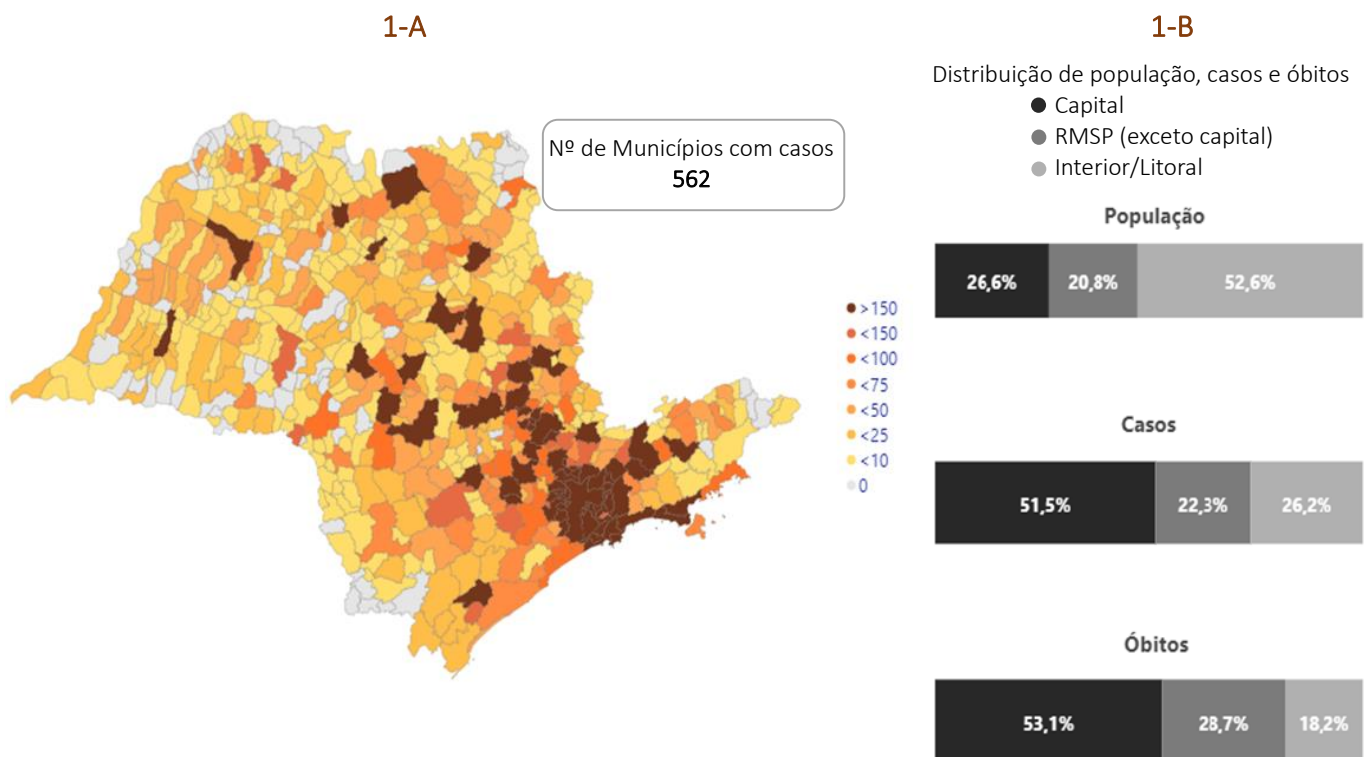 1-A
Nº de Municípios com casos
562
>150
<150
<100
<75
<50
<25
<10
0
1-B
Distribuição de população, casos e óbitos
Capital
RMSP (exceto capital)
Interior/Litoral
População
26,6% 20,8% 52,6%
Casos
51,5% 22,3% 26,2%
Óbitos
53,1% 28,7% 18,2%